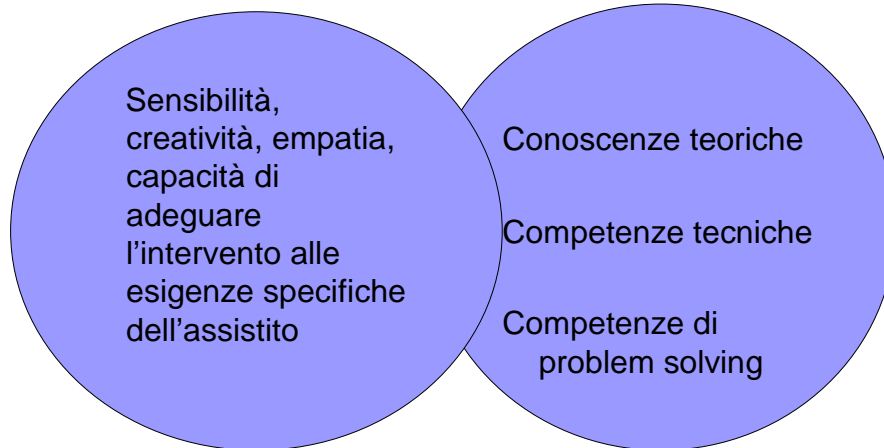 Sensibilità,
creatività, empatia,
capacità di
adeguare
l'intervento alle
esigenze specifiche
dell'assistito
Conoscenze teoriche
Competenze tecniche
Competenze di
problem solving